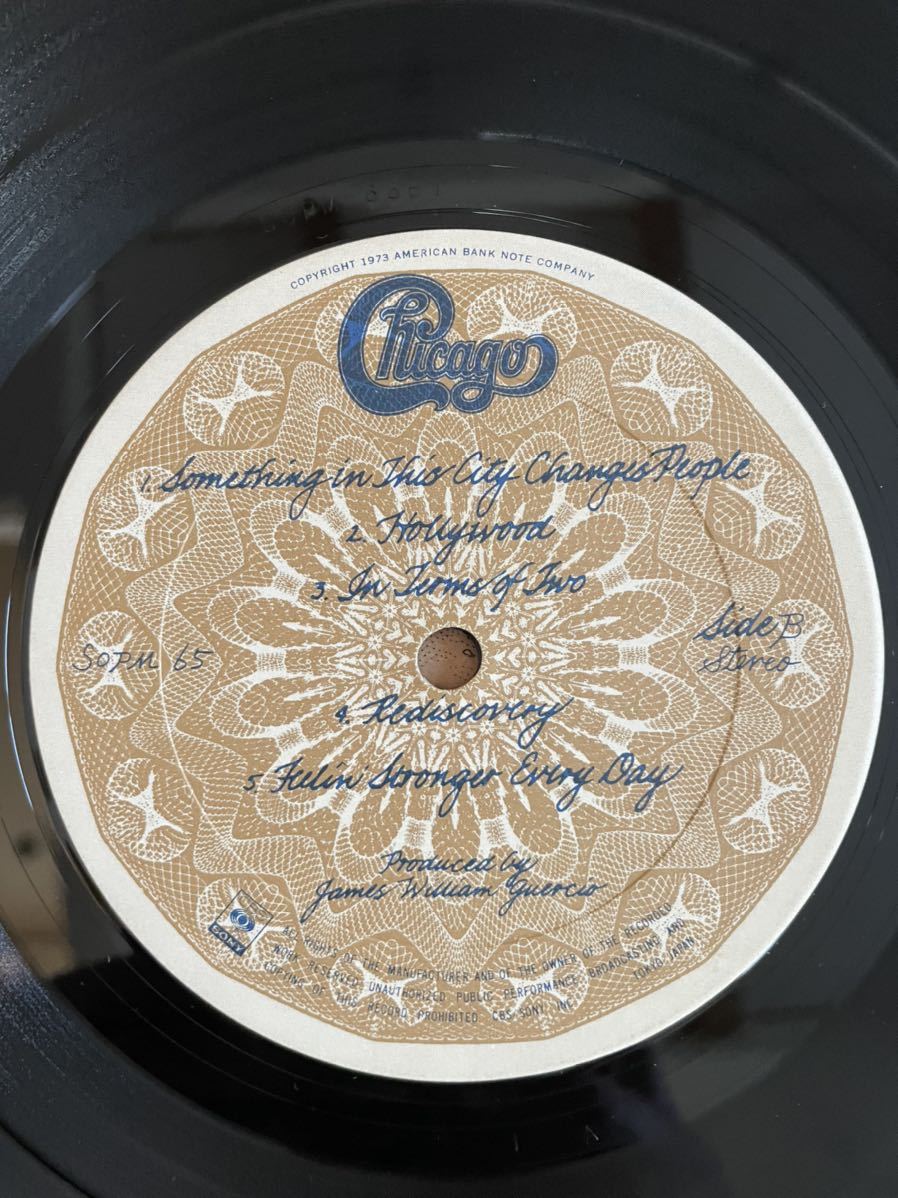 COPYRIGHT 1973 AMERICAN BANK NOTE COMPANY
Chicago
1. Something in This City Changes People
2. Hollywood
3. In Terms of Two
SOPM 65
Side B
Stereo
4. Rediscovery
5. Feelin' Stronger Every Day
Produced by
James William Guercio
SONY
ALL RIGHTS OF THE MANUFACTURER AND OF THE OWNER OF THE RECORDED
WORK RESERVED. UNAUTHORIZED PUBLIC PERFORMANCE, BROADCASTING AND
COPYING OF THIS RECORD PROHIBITED. CBS/SONY INC. TOKYO JAPAN